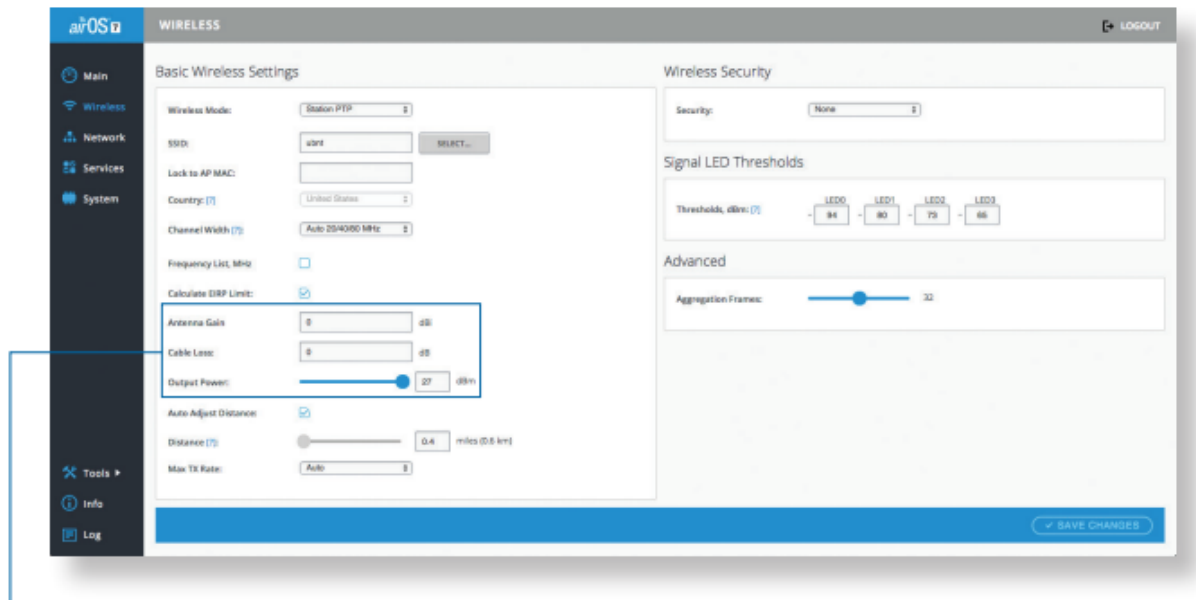 airOS 7
WIRELESS
LOGOUT
Main
Wireless
Network
Services
System
Tools
Info
Log
Basic Wireless Settings
Wireless Mode: Station PTP
SSID: ubnt SELECT...
Lock to AP MAC:
Country: [?] United States
Channel Width [?]: Auto 20/40/80 MHz
Frequency List, MHz
Calculate EIRP Limit:
Antenna Gain 0 dBi
Cable Loss: 0 dB
Output Power: 27 dBm
Auto Adjust Distance:
Distance [?]: 0.4 miles (0.6 km)
Max TX Rate: Auto
Wireless Security
Security: None
Signal LED Thresholds
LED0 LED1 LED2 LED3
Thresholds, dBm: [?] - 94 - 80 - 73 - 65
Advanced
Aggregation Frames: 32
SAVE CHANGES